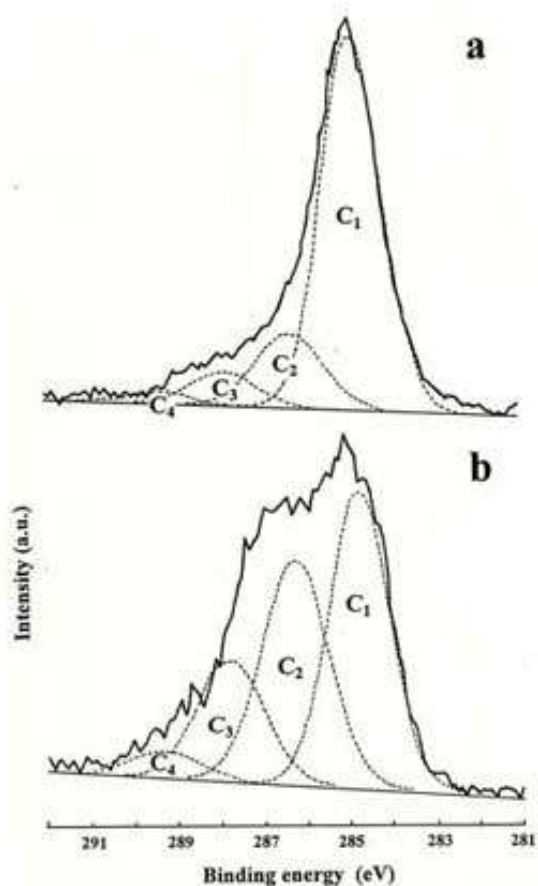 a
C₁
C₂
C₃
C₄
b
C₁
C₂
C₃
C₄
Intensity (a.u.)
291 289 287 285 283 281
Binding energy (eV)